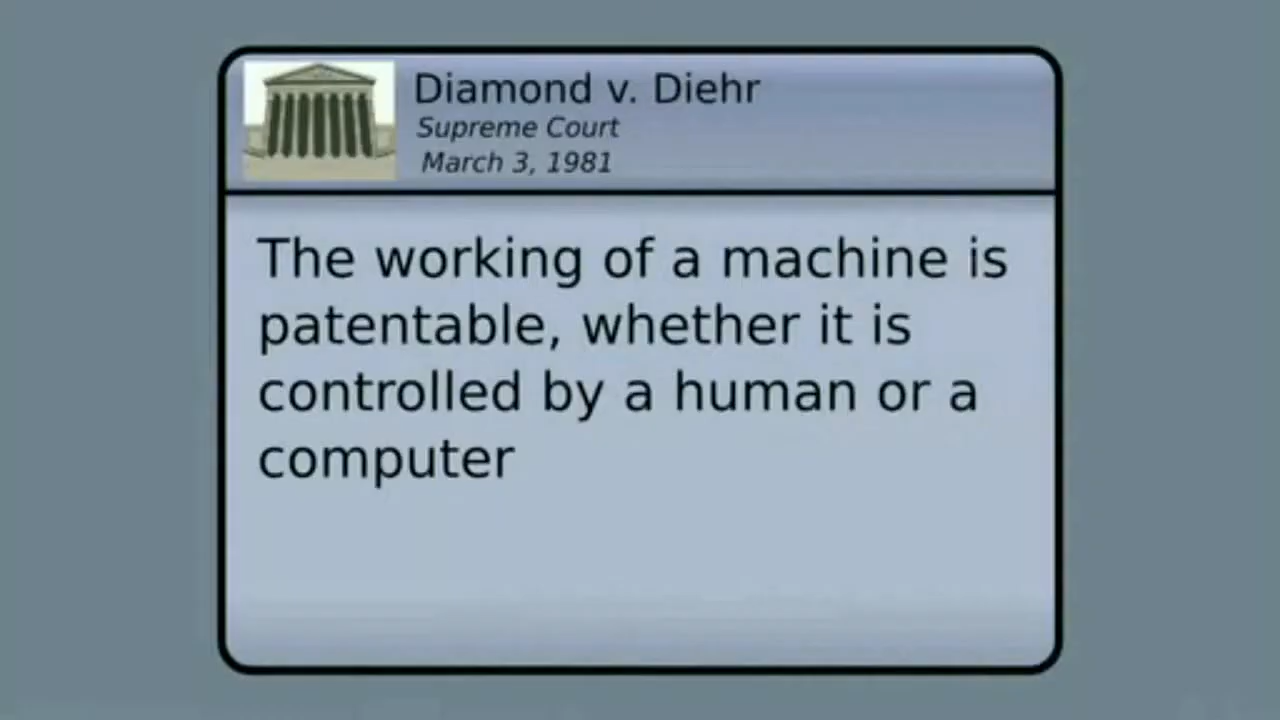 Diamond v. Diehr
Supreme Court
March 3, 1981
The working of a machine is
patentable, whether it is
controlled by a human or a
computer